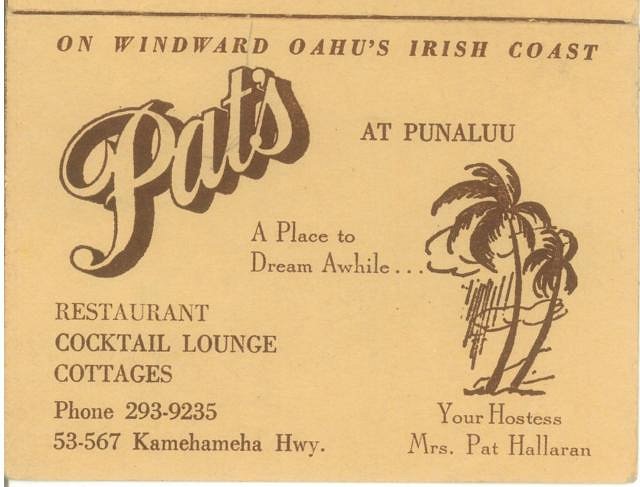 ON WINDWARD OAHU'S IRISH COAST
Pat's
AT PUNALUU
A Place to
Dream Awhile...
RESTAURANT
COCKTAIL LOUNGE
COTTAGES
Phone 293-9235
53-567 Kamehameha Hwy.
Your Hostess
Mrs. Pat Hallaran